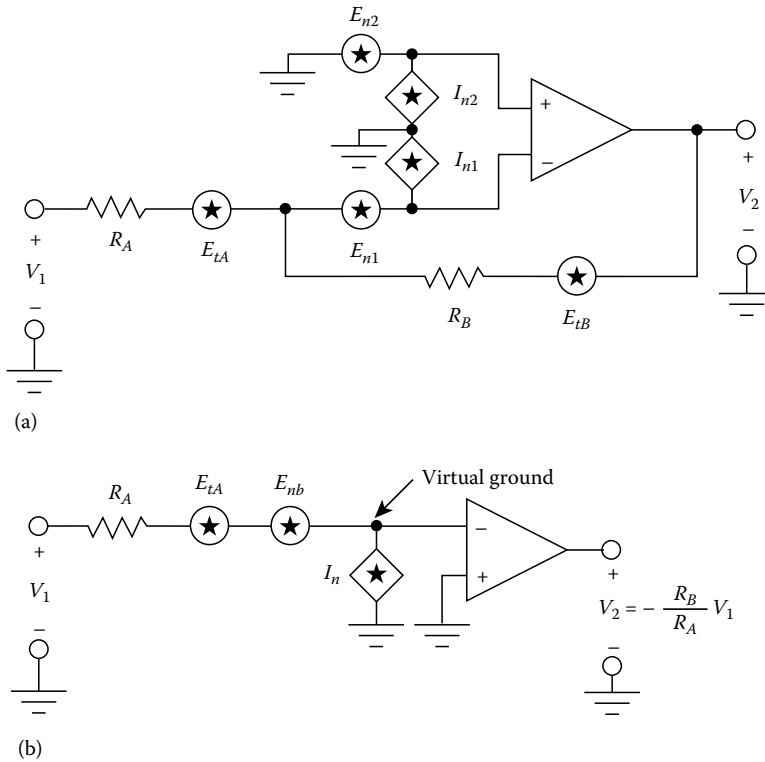 E_{n2}
I_{n2}
+
I_{n1}
−
+
V_1
−
R_A
E_{tA}
E_{n1}
+
V_2
−
R_B
E_{tB}
(a)
Virtual ground
R_A
E_{tA}
E_{nb}
−
+
+
V_1
−
I_n
+
V_2 = − \frac{R_B}{R_A} V_1
−
(b)